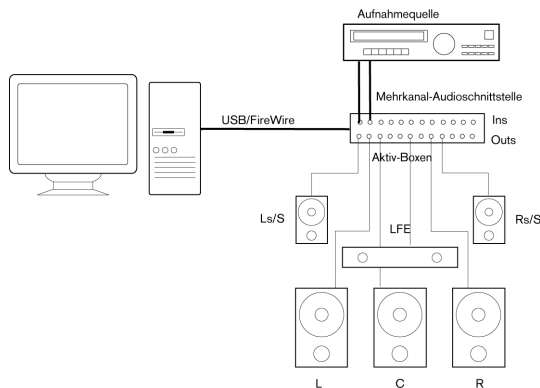 Aufnahmequelle
Mehrkanal-Audioschnittstelle
USB/FireWire
Ins
Outs
Aktiv-Boxen
Ls/S
LFE
Rs/S
L
C
R